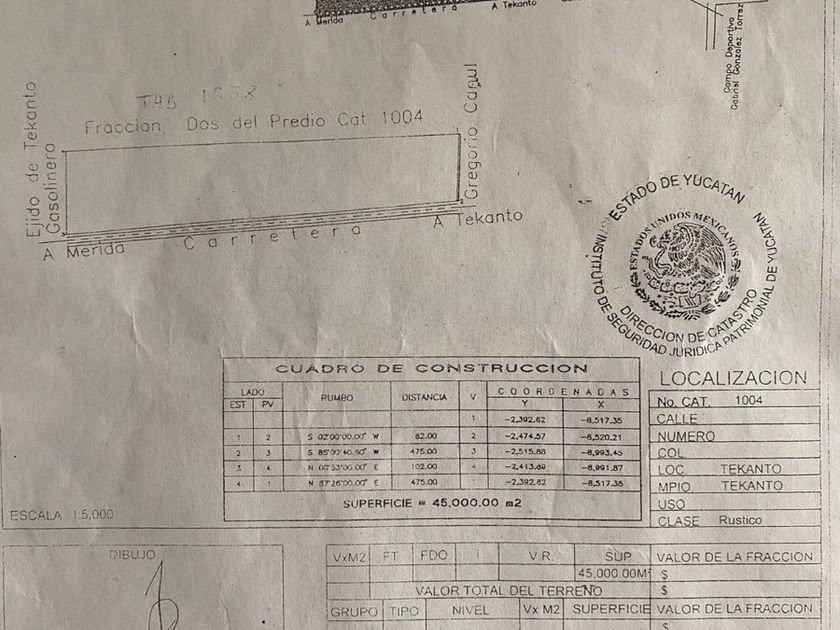 A Merida
Carretera
A Tekanto
Campo Deportivo
Gabriel Gonzalez Torrez
TAB
Fraccion Dos del Predio Cat 1004
Ejido de Tekanto
Gasolinera
Gregorio Canul
A Merida
Carretera
A Tekanto
ESTADO DE YUCATAN
ESTADOS UNIDOS MEXICANOS
DIRECCION DE CATASTRO
INSTITUTO DE SEGURIDAD JURIDICA PATRIMONIAL DE YUCATAN
CUADRO DE CONSTRUCCION
LADO RUMBO DISTANCIA V COORDENADAS
EST PV Y X
1 -2,392.62 -8,517.35
1 2 S 02°00'00.00" W 82.00 2 -2,474.57 -8,520.21
2 3 S 85°00'40.60" W 475.00 3 -2,515.88 -8,993.45
3 4 N 00°53'00.00" E 102.00 4 -2,413.89 -8,991.87
4 1 N 87°26'00.00" E 475.00 1 -2,392.62 -8,517.35
SUPERFICIE = 45,000.00 m2
LOCALIZACION
No. CAT. 1004
CALLE
NUMERO
COL
LOC. TEKANTO
MPIO TEKANTO
USO
CLASE Rustico
ESCALA 1:5,000
DIBUJO
VxM2 FT FDO I V.R. SUP VALOR DE LA FRACCION
45,000.00M² $
VALOR TOTAL DEL TERRENO $
GRUPO TIPO NIVEL Vx M2 SUPERFICIE VALOR DE LA FRACCION
$